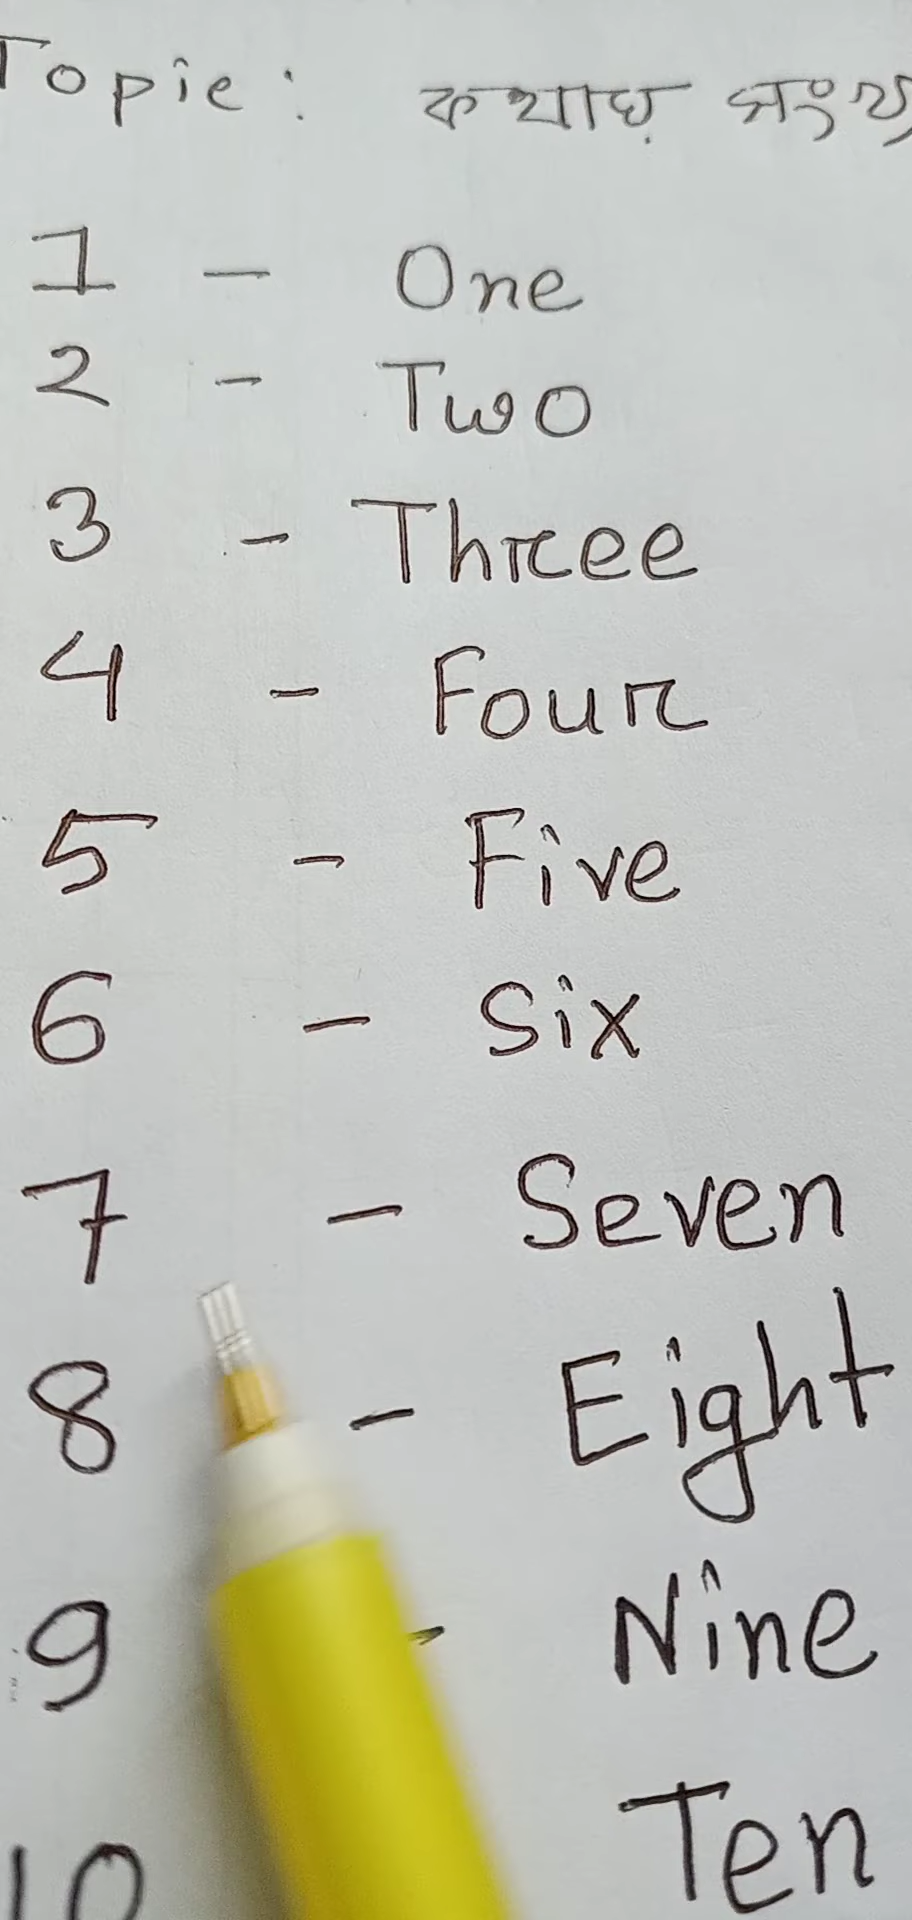 Topic: কথায়
1 - One
2 - Two
3 - Three
4 - Four
5 - Five
6 - Six
7 - Seven
8 - Eight
9 - Nine
10 Ten